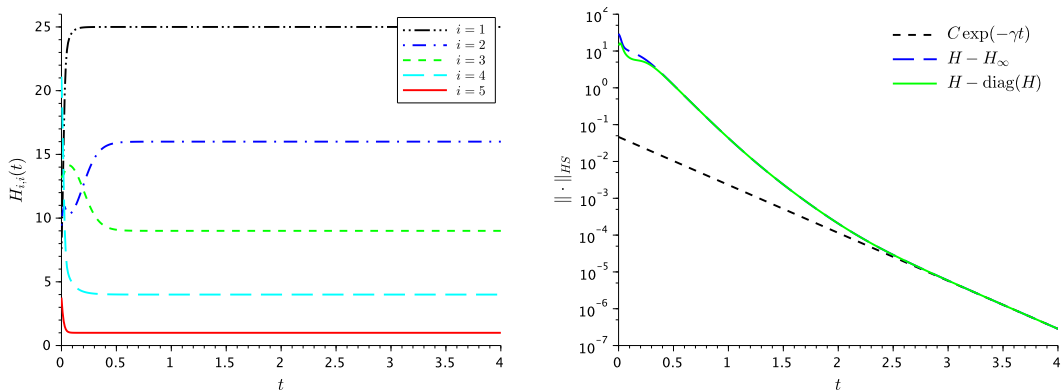 25
20
15
10
5
0
H_{i,i}(t)
0 0.5 1 1.5 2 2.5 3 3.5 4
t
i = 1
i = 2
i = 3
i = 4
i = 5
10^2
10^1
10^0
10^-1
10^-2
10^-3
10^-4
10^-5
10^-6
10^-7
‖ · ‖_{HS}
0 0.5 1 1.5 2 2.5 3 3.5 4
t
C exp(−γt)
H − H_∞
H − diag(H)